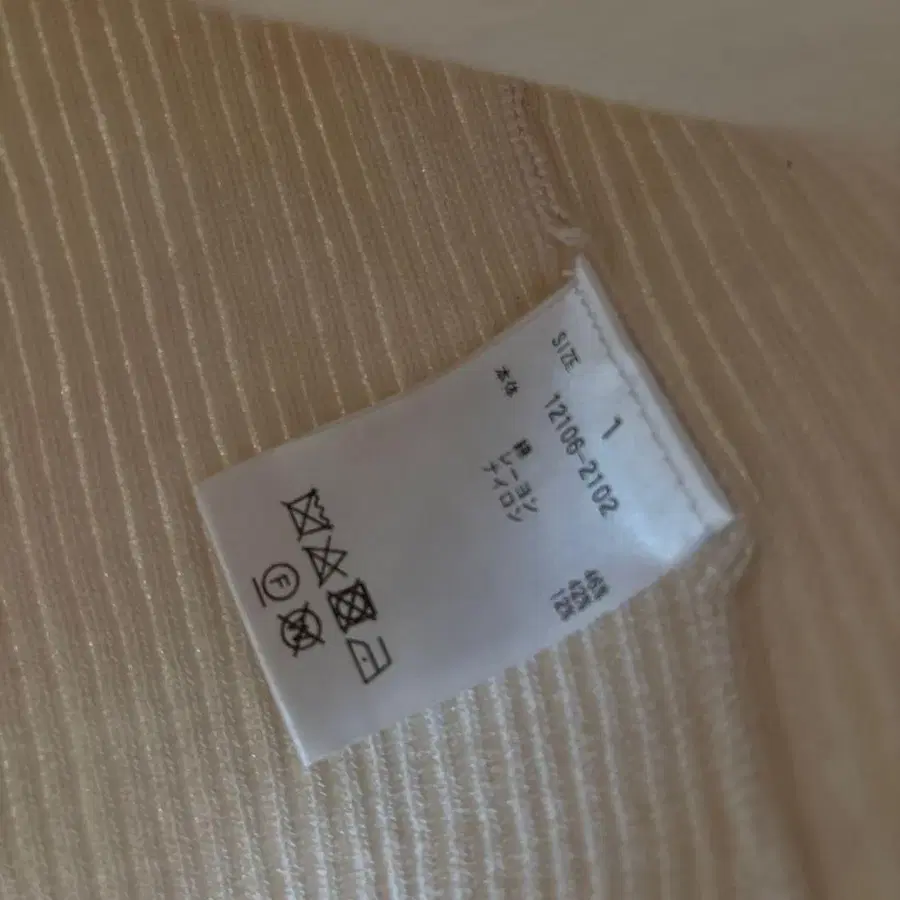 SIZE 1
12106-2102
本体
綿 46%
レーヨン 42%
ナイロン 12%
F
W